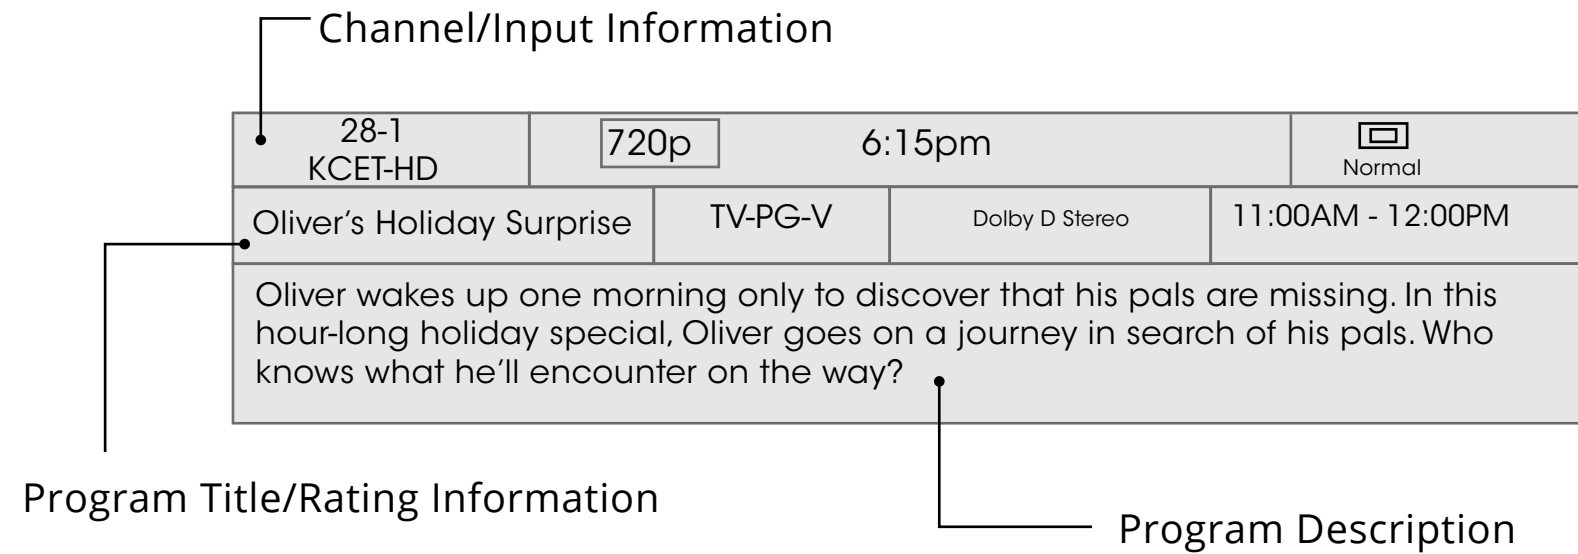 Channel/Input Information
28-1
KCET-HD
720p
6:15pm
Normal
Oliver’s Holiday Surprise
TV-PG-V
Dolby D Stereo
11:00AM - 12:00PM
Oliver wakes up one morning only to discover that his pals are missing. In this
hour-long holiday special, Oliver goes on a journey in search of his pals. Who
knows what he’ll encounter on the way?
Program Title/Rating Information
Program Description